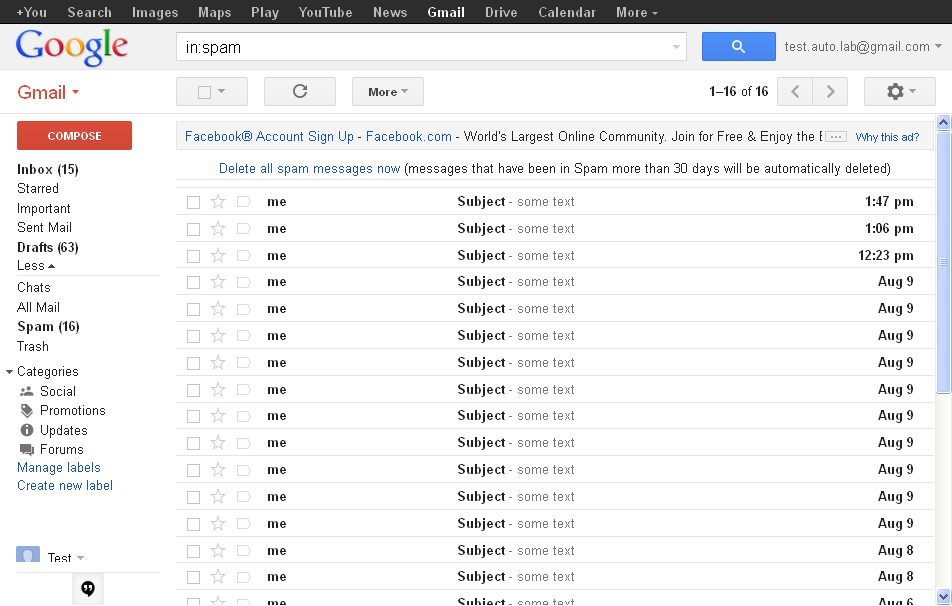 +You Search Images Maps Play YouTube News Gmail Drive Calendar More
Google
in:spam
test.auto.lab@gmail.com
Gmail
More
1–16 of 16
COMPOSE
Inbox (15)
Starred
Important
Sent Mail
Drafts (63)
Less
Chats
All Mail
Spam (16)
Trash
Categories
Social
Promotions
Updates
Forums
Manage labels
Create new label
Test
Facebook® Account Sign Up - Facebook.com - World's Largest Online Community. Join for Free & Enjoy the Why this ad?
Delete all spam messages now (messages that have been in Spam more than 30 days will be automatically deleted)
me Subject - some text 1:47 pm
me Subject - some text 1:06 pm
me Subject - some text 12:23 pm
me Subject - some text Aug 9
me Subject - some text Aug 9
me Subject - some text Aug 9
me Subject - some text Aug 9
me Subject - some text Aug 9
me Subject - some text Aug 9
me Subject - some text Aug 9
me Subject - some text Aug 9
me Subject - some text Aug 9
me Subject - some text Aug 9
me Subject - some text Aug 8
me Subject - some text Aug 8
me Subject - some text Aug 6